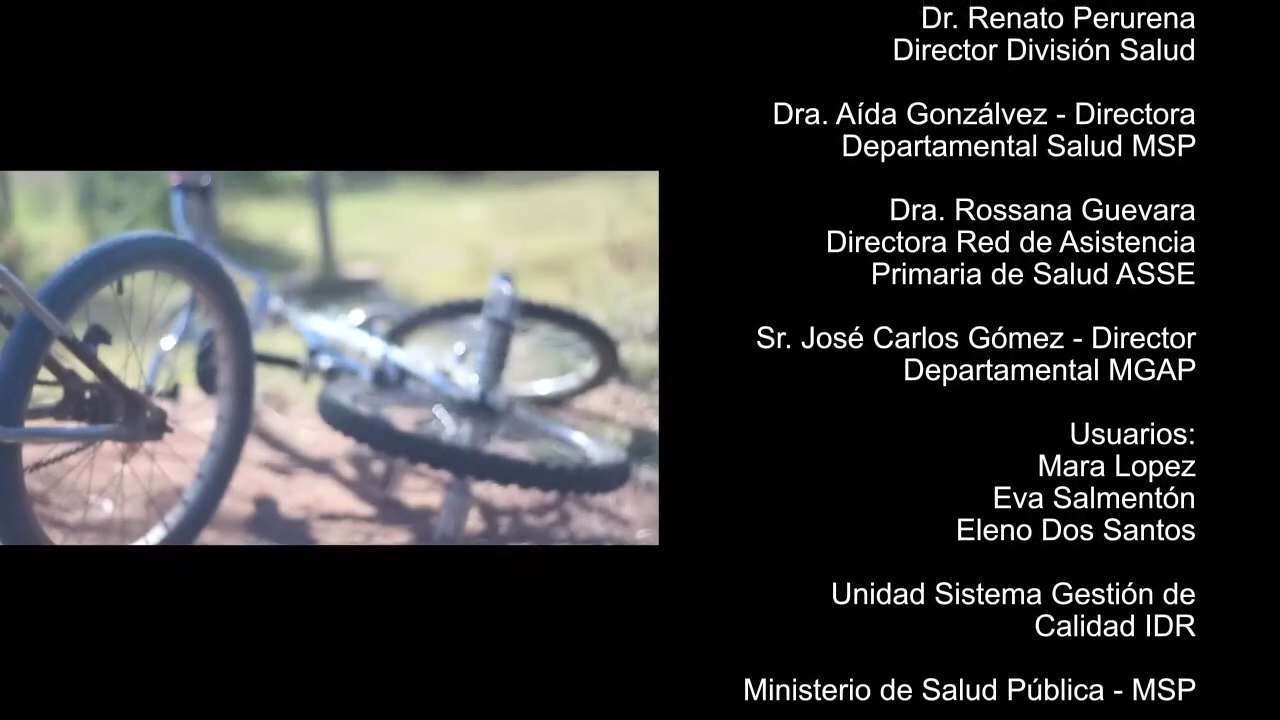 Dr. Renato Perurena
Director División Salud
Dra. Aída Gonzálvez - Directora
Departamental Salud MSP
Dra. Rossana Guevara
Directora Red de Asistencia
Primaria de Salud ASSE
Sr. José Carlos Gómez - Director
Departamental MGAP
Usuarios:
Mara Lopez
Eva Salmentón
Eleno Dos Santos
Unidad Sistema Gestión de
Calidad IDR
Ministerio de Salud Pública - MSP